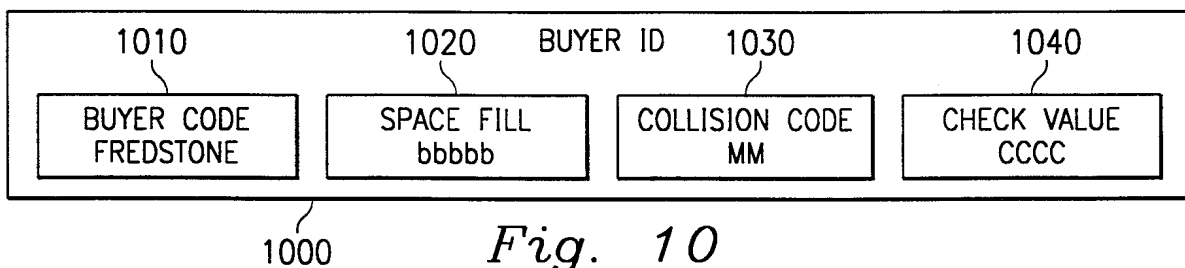 1010 1020 BUYER ID 1030 1040
BUYER CODE
FREDSTONE
SPACE FILL
bbbbb
COLLISION CODE
MM
CHECK VALUE
CCCC
1000
Fig. 10